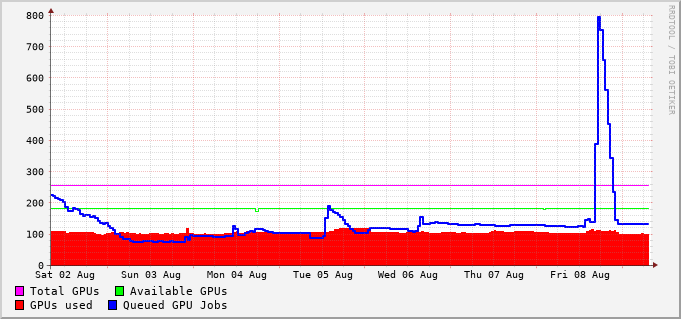 800
700
600
500
400
300
200
100
0
Sat 02 Aug Sun 03 Aug Mon 04 Aug Tue 05 Aug Wed 06 Aug Thu 07 Aug Fri 08 Aug
Total GPUs Available GPUs
GPUs used Queued GPU Jobs
RRDTOOL / TOBI OETIKER